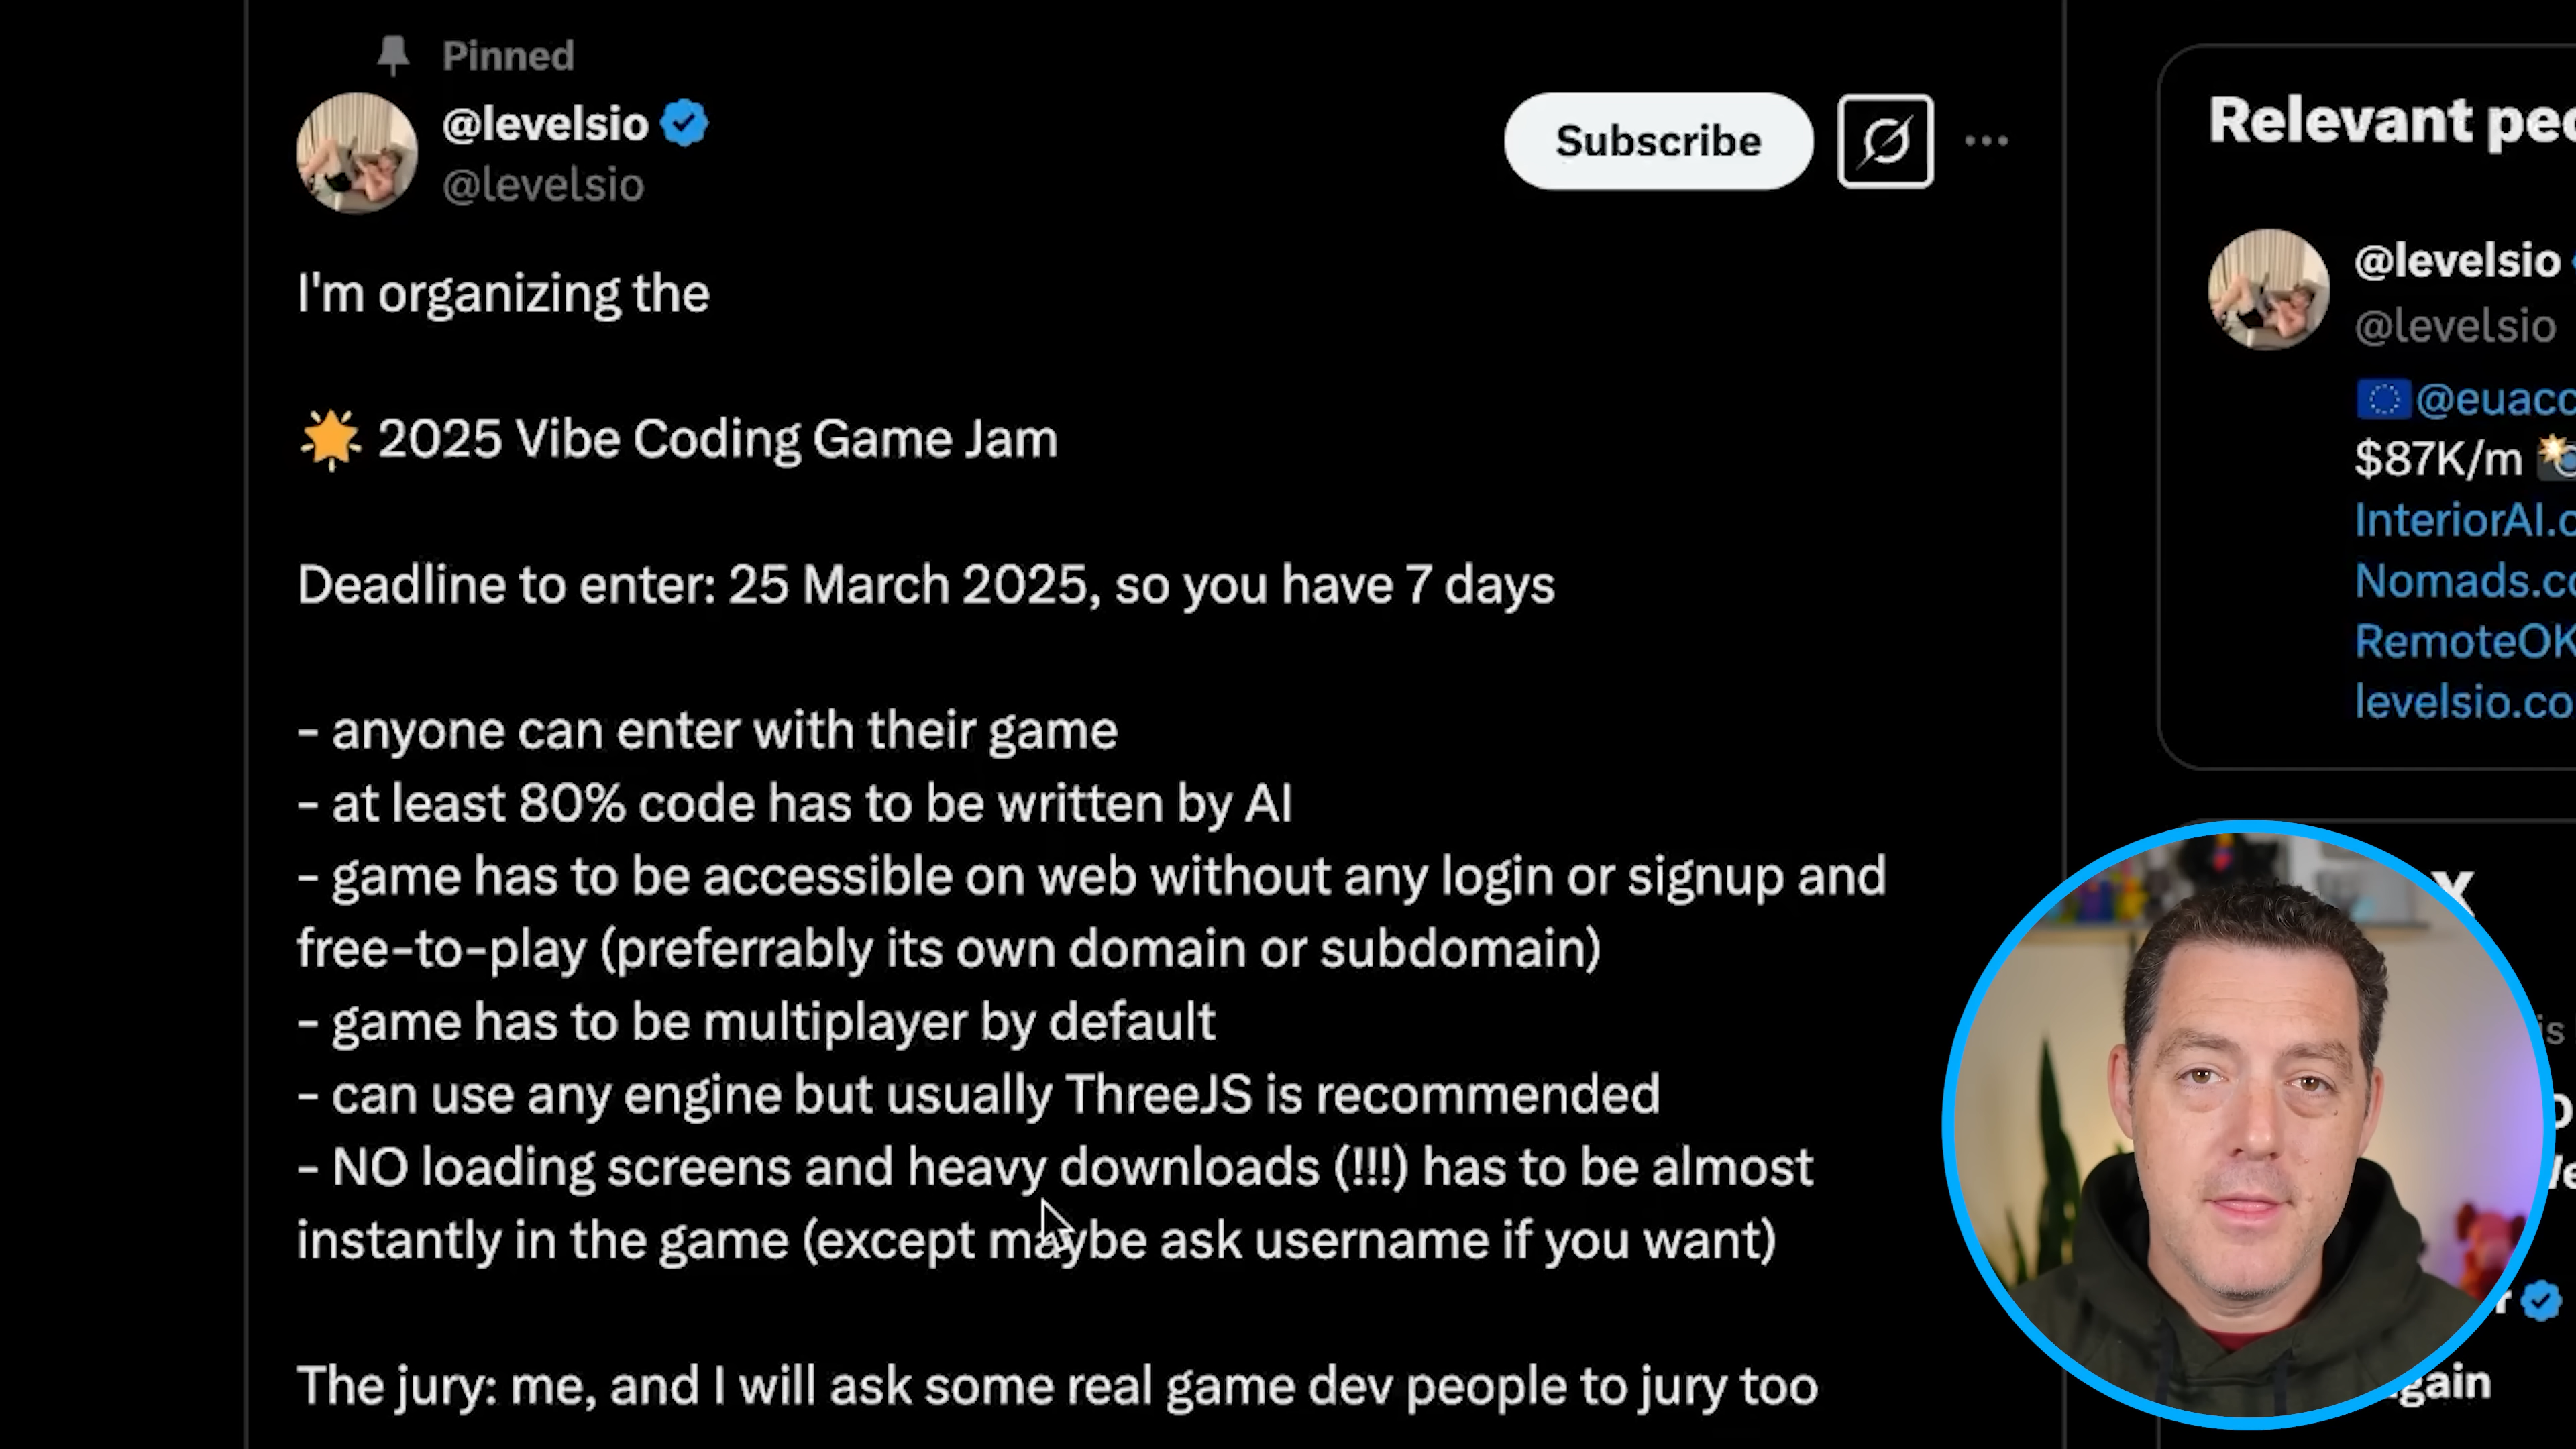 Pinned
@levelsio
@levelsio
Subscribe
I'm organizing the
2025 Vibe Coding Game Jam
Deadline to enter: 25 March 2025, so you have 7 days
- anyone can enter with their game
- at least 80% code has to be written by AI
- game has to be accessible on web without any login or signup and
free-to-play (preferrably its own domain or subdomain)
- game has to be multiplayer by default
- can use any engine but usually ThreeJS is recommended
- NO loading screens and heavy downloads (!!!) has to be almost
instantly in the game (except maybe ask username if you want)
The jury: me, and I will ask some real game dev people to jury too
Relevant
@levelsio
@levelsio
@euacc
$87K/m
InteriorAI.
Nomads.
RemoteOK
levelsio.co